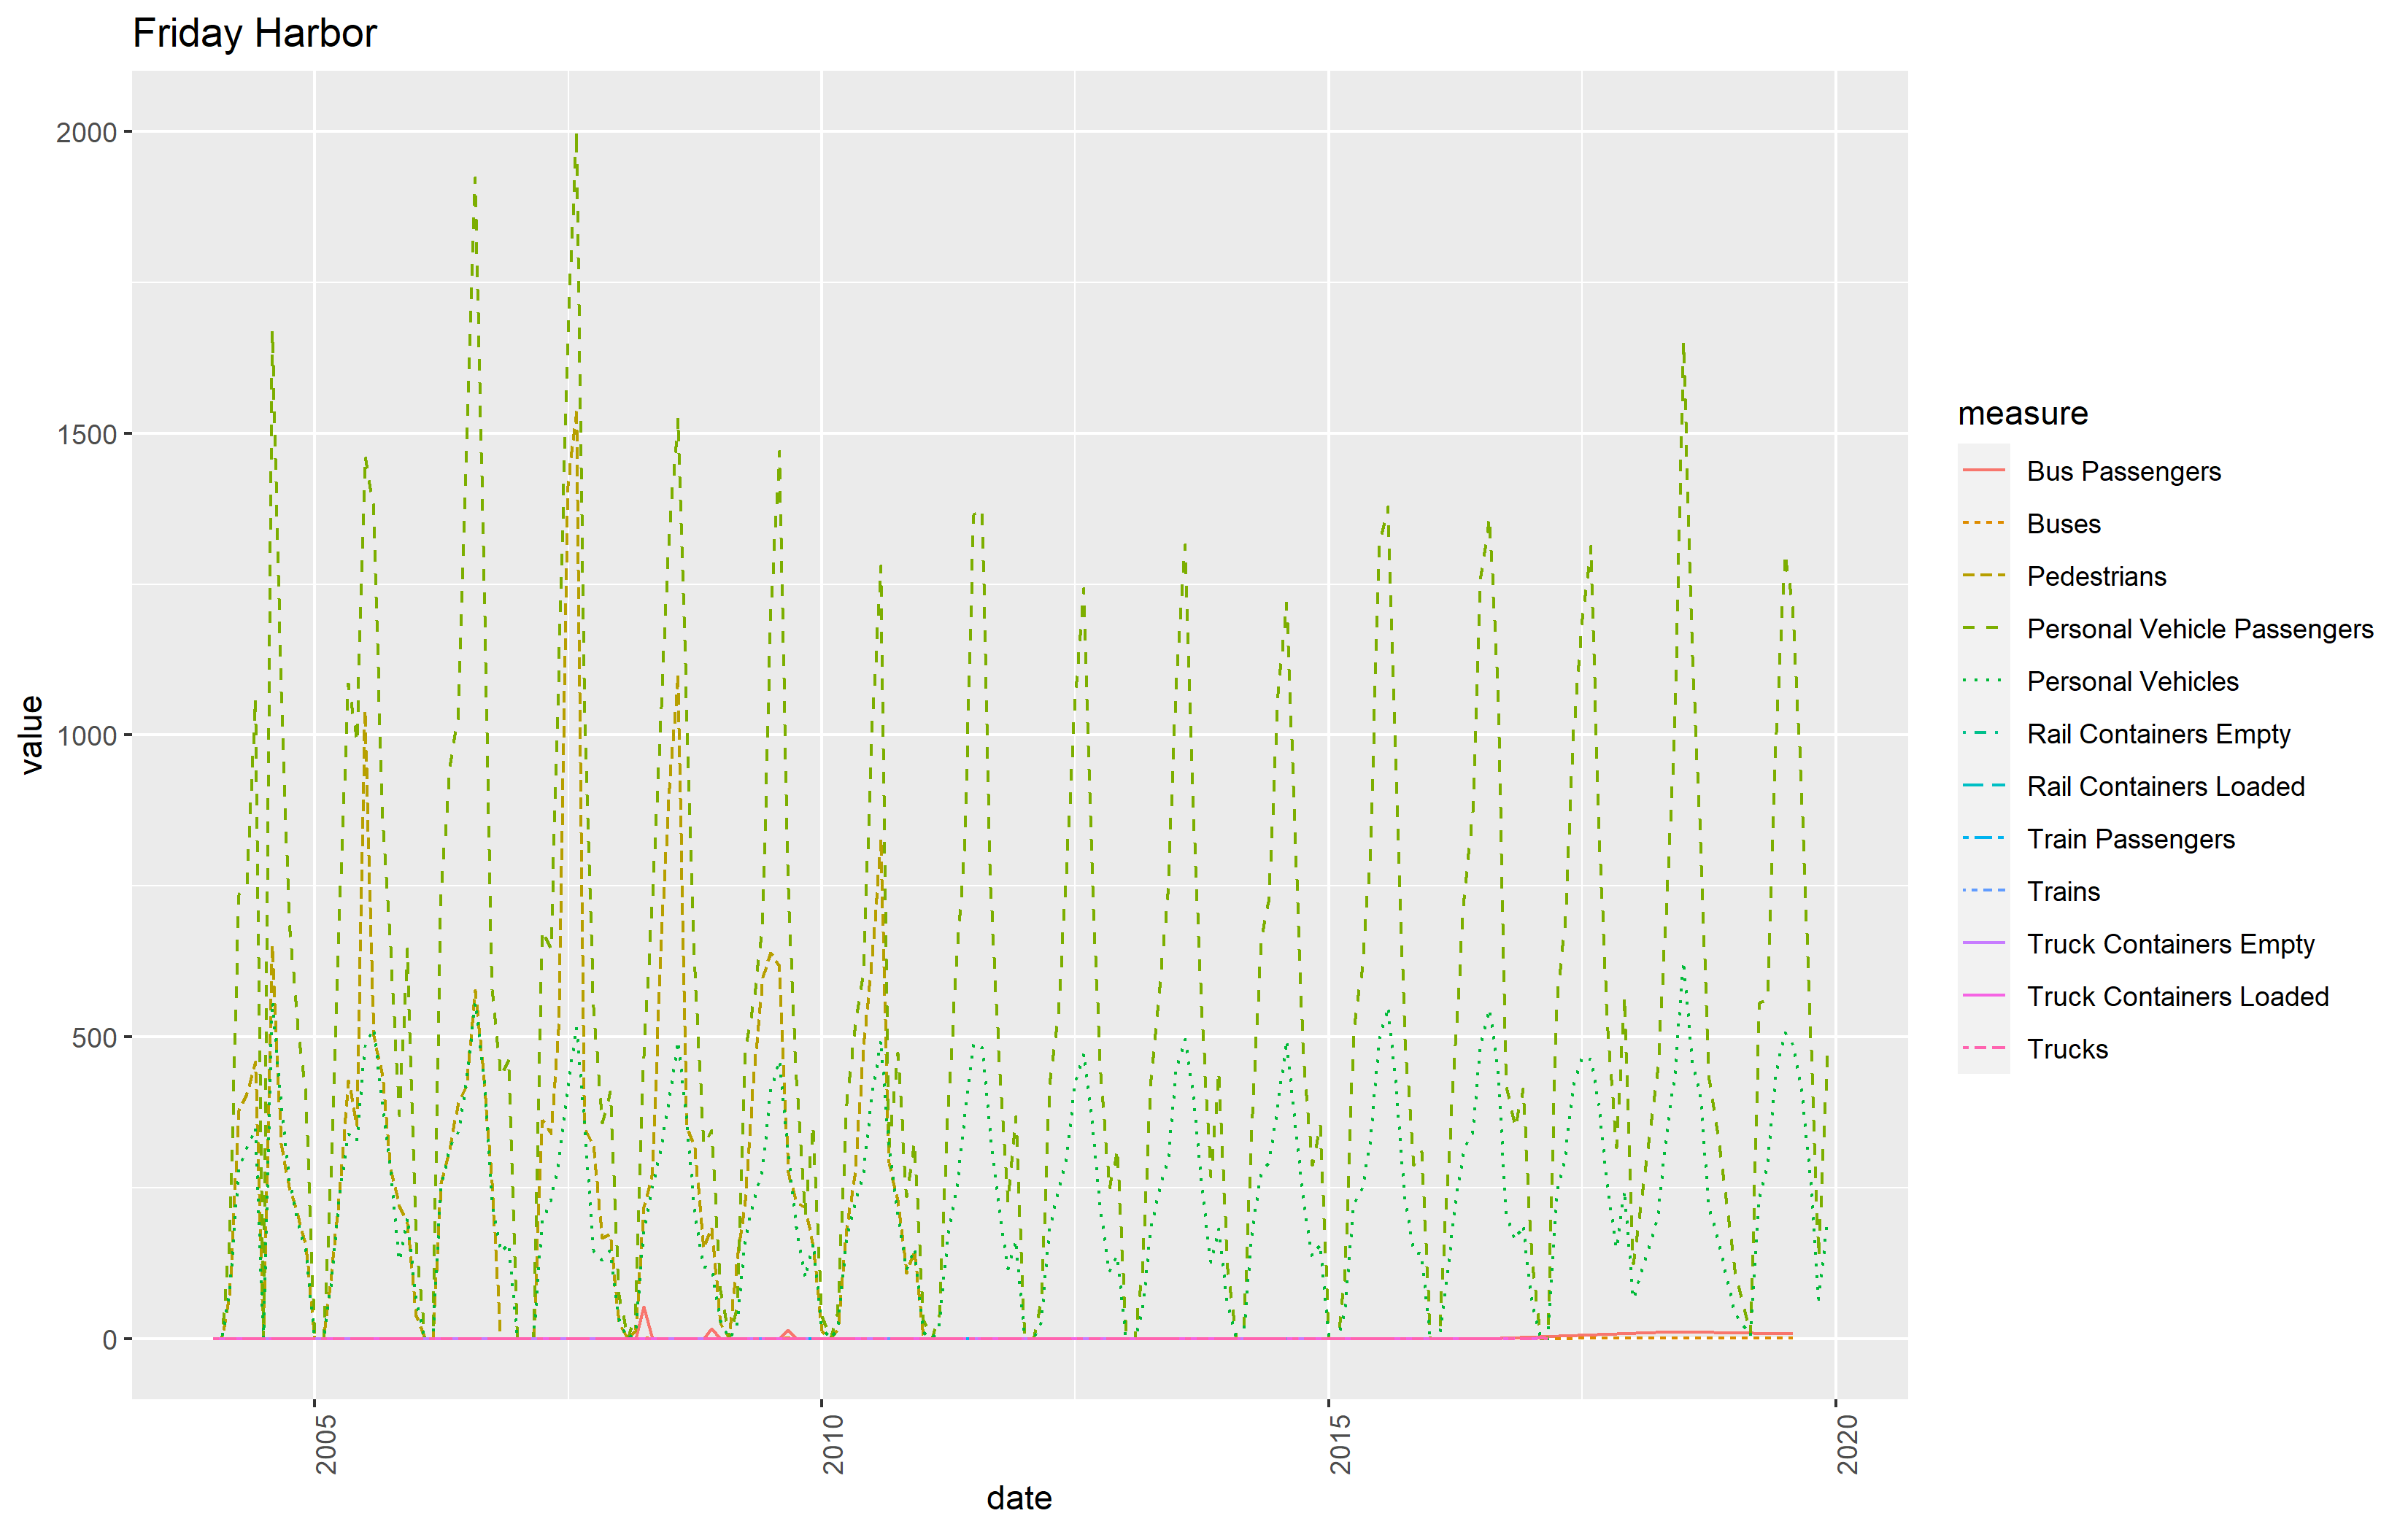 Friday Harbor
2000
1500
1000
500
0
value
2005
2010
2015
2020
date
measure
Bus Passengers
Buses
Pedestrians
Personal Vehicle Passengers
Personal Vehicles
Rail Containers Empty
Rail Containers Loaded
Train Passengers
Trains
Truck Containers Empty
Truck Containers Loaded
Trucks